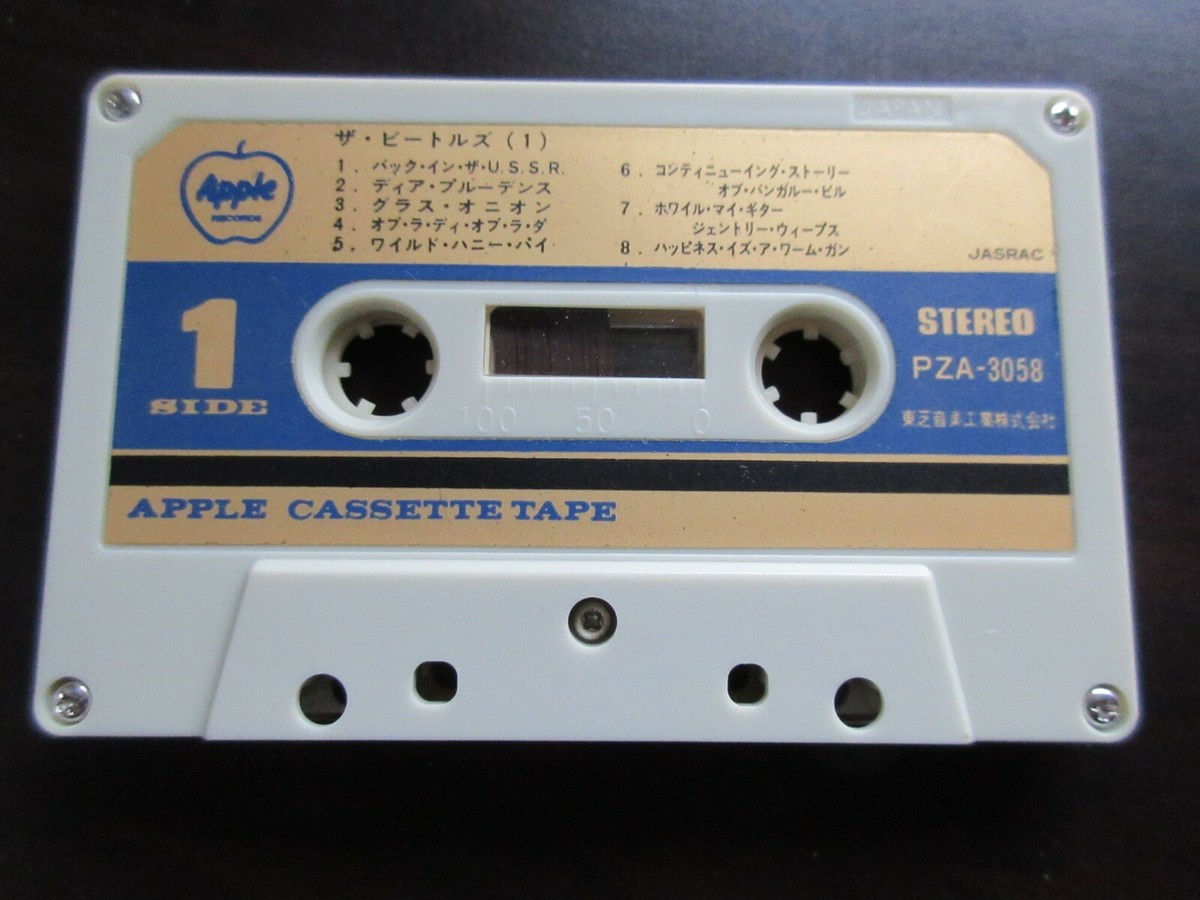 JAPAN
Apple
RECORDS
ザ・ビートルズ (1)
1. バック・イン・ザ・U.S.S.R.
2. ディア・プルーデンス
3. グラス・オニオン
4. オブ・ラ・ディ・オブ・ラ・ダ
5. ワイルド・ハニー・パイ
6. コンティニューイング・ストーリー
オブ・バンガルー・ビル
7. ホワイル・マイ・ギター
ジェントリー・ウィープス
8. ハッピネス・イズ・ア・ワーム・ガン
JASRAC
1
SIDE
100 50 0
STEREO
PZA-3058
東芝音楽工業株式会社
APPLE CASSETTE TAPE